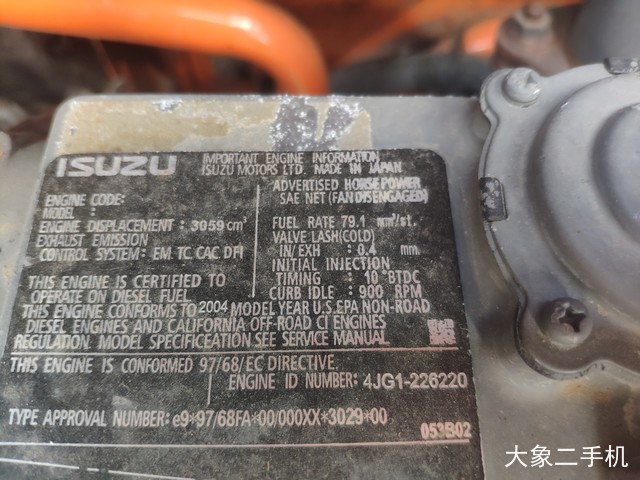 ISUZU
IMPORTANT ENGINE INFORMATION
ISUZU MOTORS LTD. MADE IN JAPAN
ENGINE CODE:
MODEL :
ENGINE DISPLACEMENT : 3059 cm³
EXHAUST EMISSION
CONTROL SYSTEM: EM, TC CAC DFI
ADVERTISED HORSEPOWER
SAE NET (FAN DISENGAGED)
FUEL RATE 79.1 mm³/st.
VALVE LASH(COLD)
IN/EXH : 0.4 mm
INITIAL INJECTION
TIMING : 10 °BTDC
CURB IDLE : 900 RPM
THIS ENGINE IS CERTIFIED TO
OPERATE ON DIESEL FUEL
THIS ENGINE CONFORMS TO 2004 MODEL YEAR U.S.EPA NON-ROAD
DIESEL ENGINES AND CALIFORNIA OFF-ROAD CI ENGINES
REGULATION. MODEL SPECIFICEATION SEE SERVICE MANUAL.
THIS ENGINE IS CONFORMED 97/68/EC DIRECTIVE.
ENGINE ID NUMBER: 4JG1-226220
TYPE APPROVAL NUMBER: e9*97/68FA*00/000XX*3029*00
053B02
大象二手机